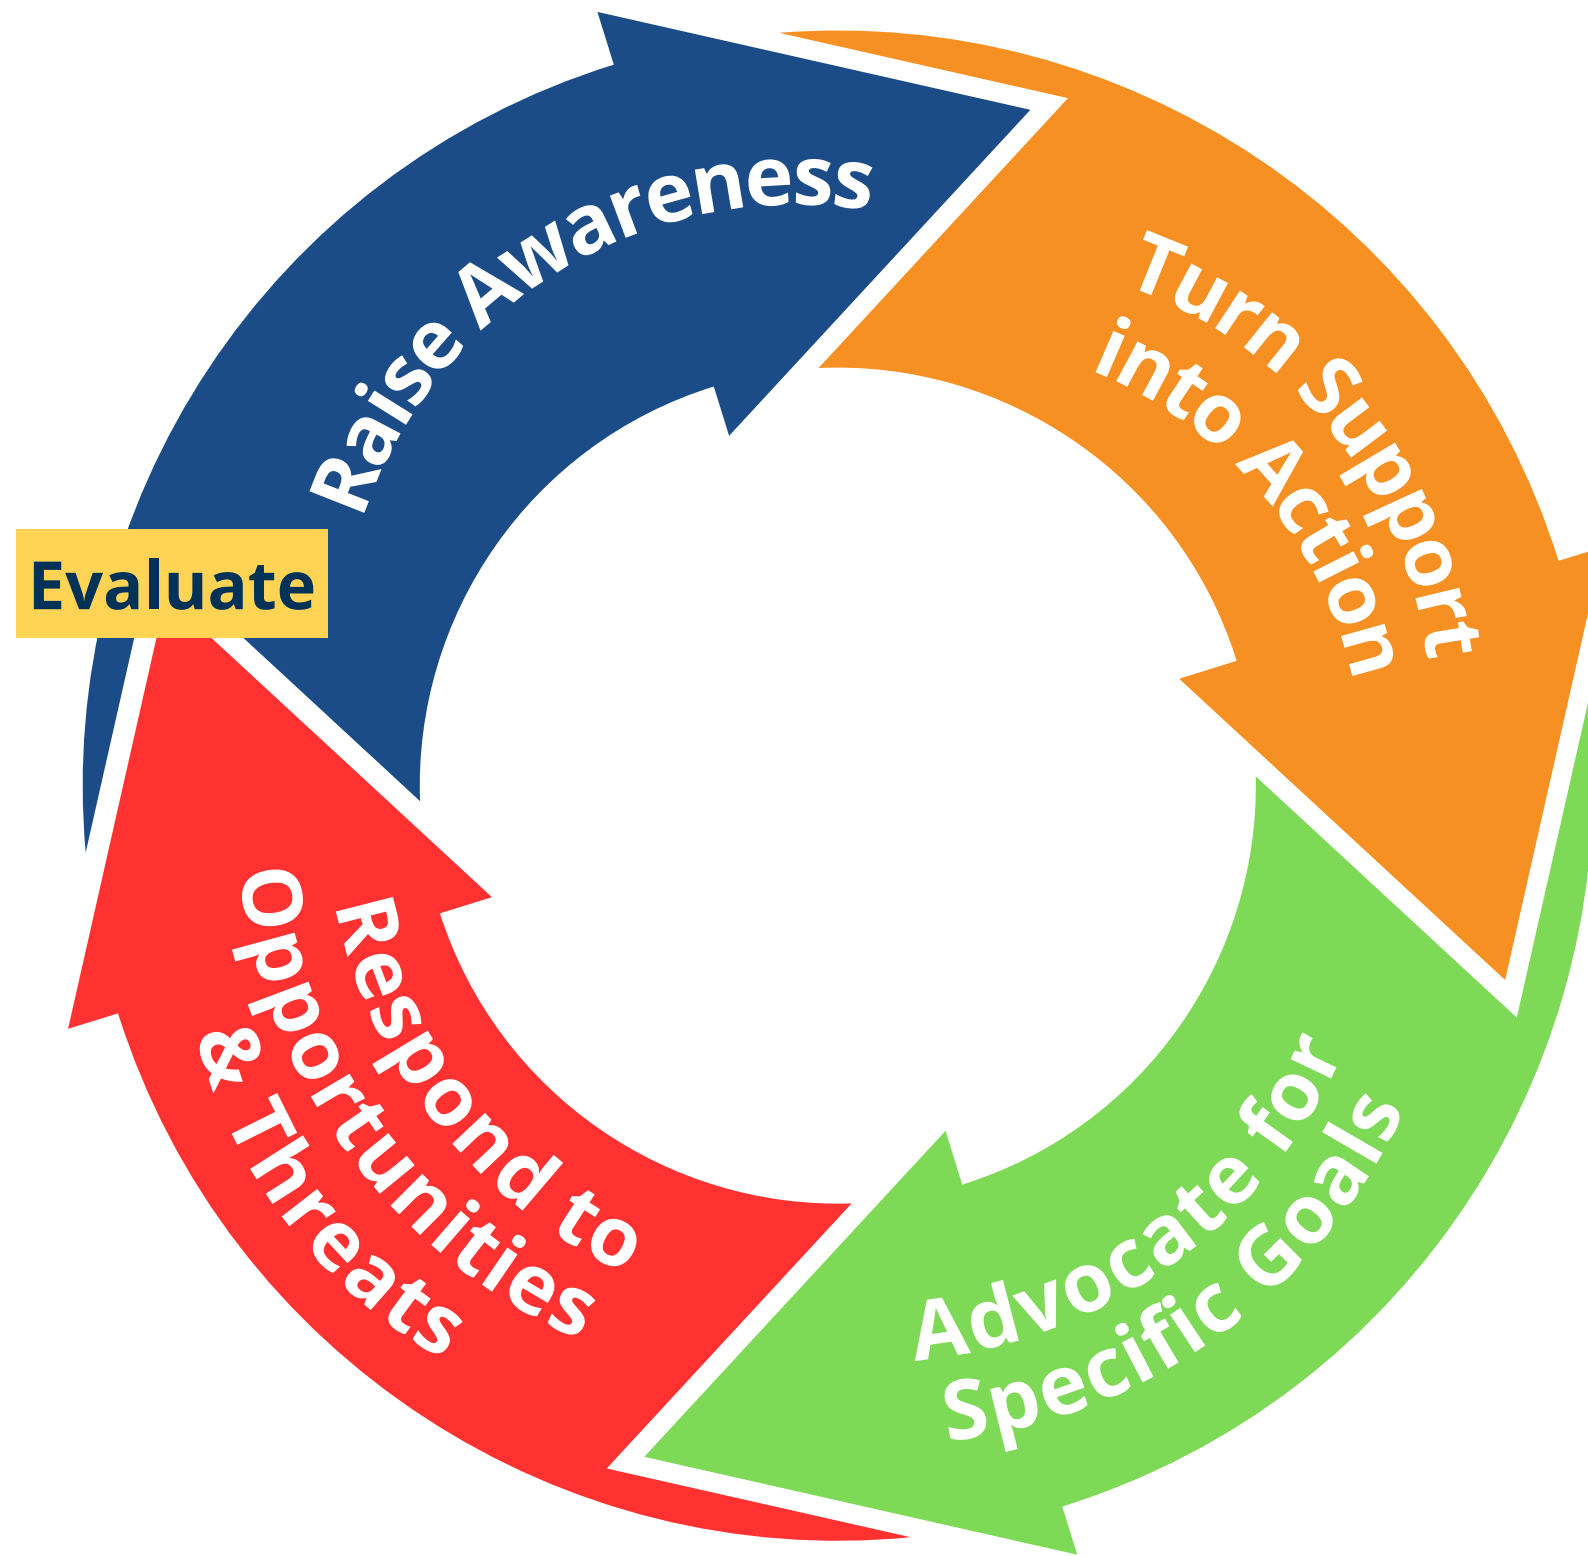 Raise Awareness
Turn Support
into Action
Advocate for
Specific Goals
Respond to
Opportunities
& Threats
Evaluate